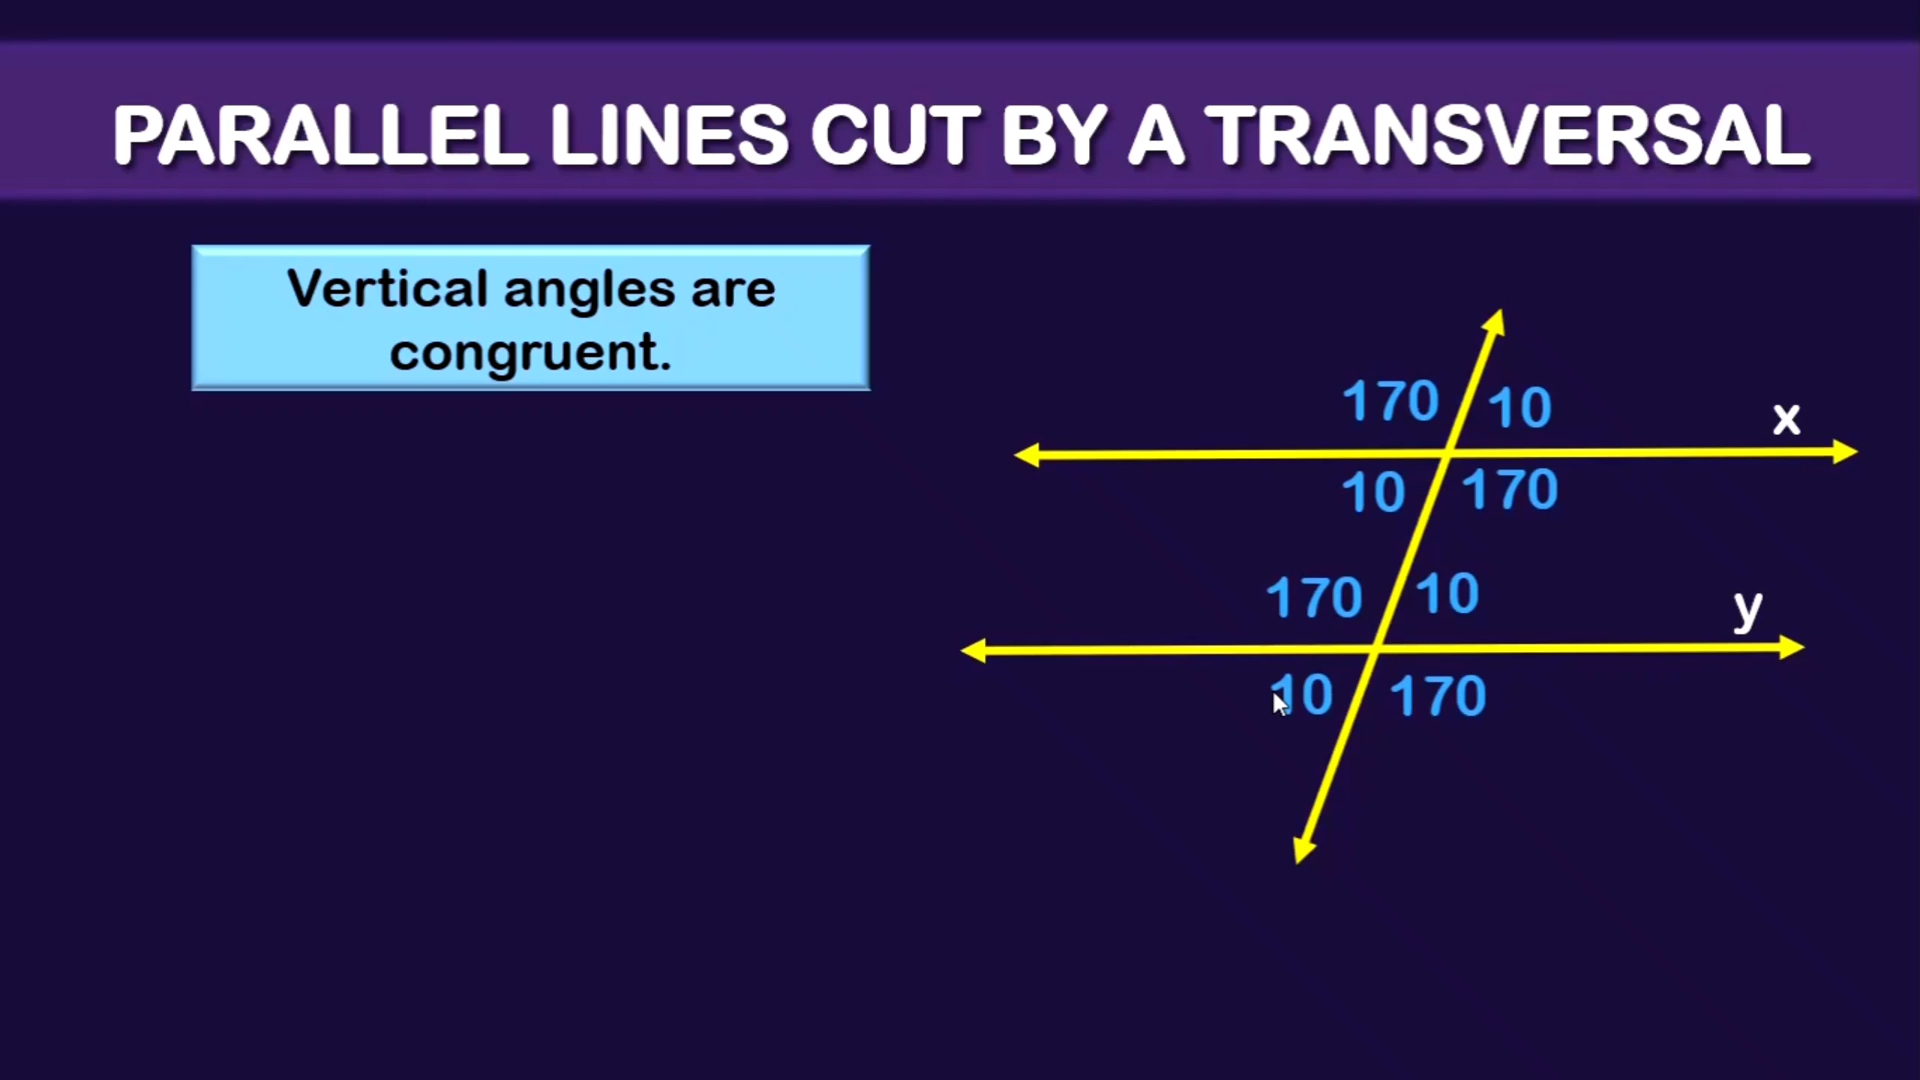 PARALLEL LINES CUT BY A TRANSVERSAL
Vertical angles are
congruent.
170 10
x
10 170
170 10
y
10 170